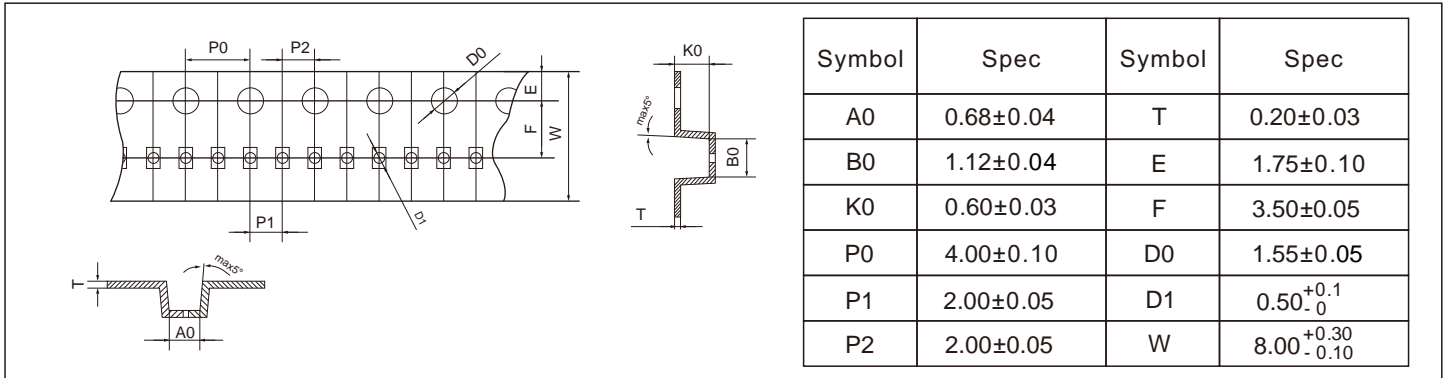 P0 P2 D0
E
F
W
P1
D1
K0
max5°
B0
T
max5°
T
A0
Symbol Spec Symbol Spec
A0 0.68±0.04 T 0.20±0.03
B0 1.12±0.04 E 1.75±0.10
K0 0.60±0.03 F 3.50±0.05
P0 4.00±0.10 D0 1.55±0.05
P1 2.00±0.05 D1 0.50 +0.1 - 0
P2 2.00±0.05 W 8.00 +0.30 - 0.10